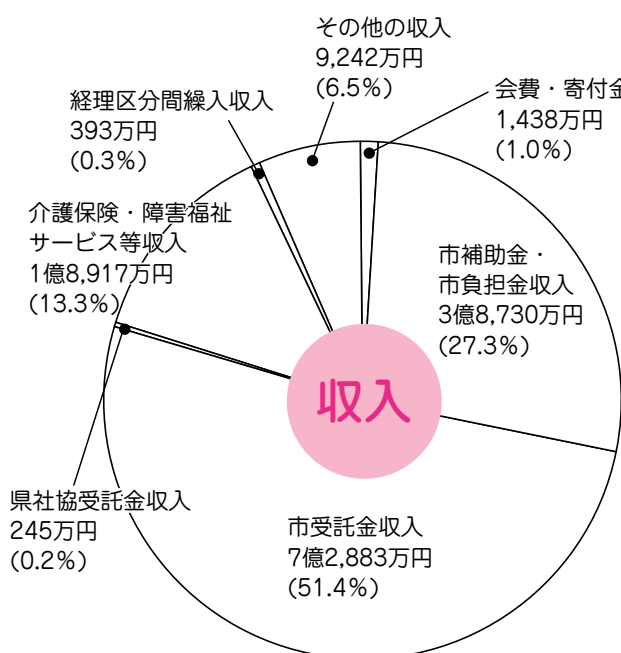 その他の収入
9,242万円
(6.5%)
会費・寄付金
1,438万円
(1.0%)
経理区分間繰入収入
393万円
(0.3%)
介護保険・障害福祉
サービス等収入
1億8,917万円
(13.3%)
市補助金・
市負担金収入
3億8,730万円
(27.3%)
収入
県社協受託金収入
245万円
(0.2%)
市受託金収入
7億2,883万円
(51.4%)